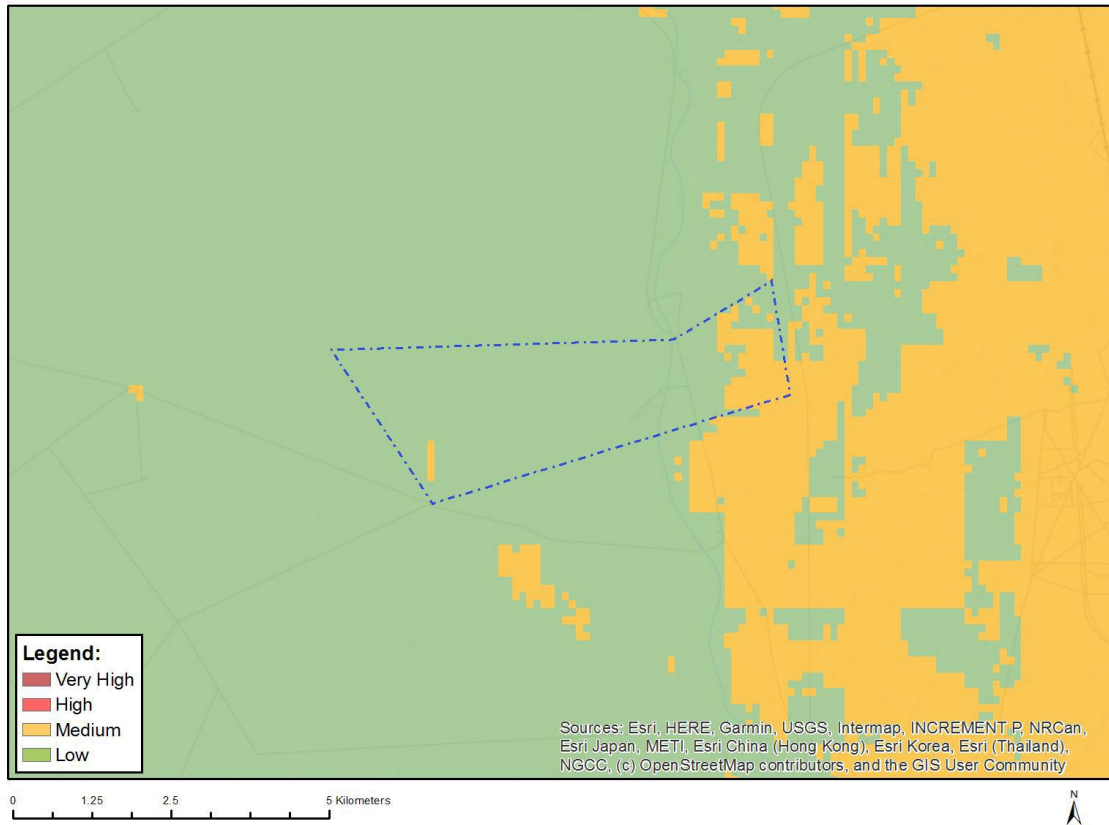 Legend:
Very High
High
Medium
Low
Sources: Esri, HERE, Garmin, USGS, Intermap, INCREMENT P, NRCan,
Esri Japan, METI, Esri China (Hong Kong), Esri Korea, Esri (Thailand),
NGCC, (c) OpenStreetMap contributors, and the GIS User Community
0 1.25 2.5 5 Kilometers
N